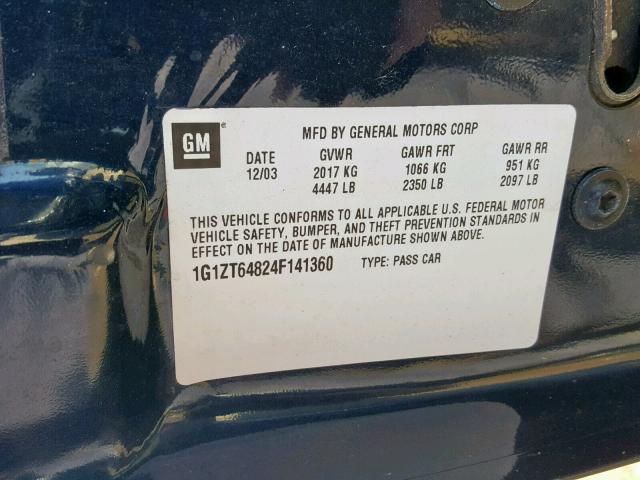 GM
MFD BY GENERAL MOTORS CORP
DATE GVWR GAWR FRT GAWR RR
12/03 2017 KG 1066 KG 951 KG
4447 LB 2350 LB 2097 LB
THIS VEHICLE CONFORMS TO ALL APPLICABLE U.S. FEDERAL MOTOR
VEHICLE SAFETY, BUMPER, AND THEFT PREVENTION STANDARDS IN
EFFECT ON THE DATE OF MANUFACTURE SHOWN ABOVE.
1G1ZT64824F141360 TYPE: PASS CAR